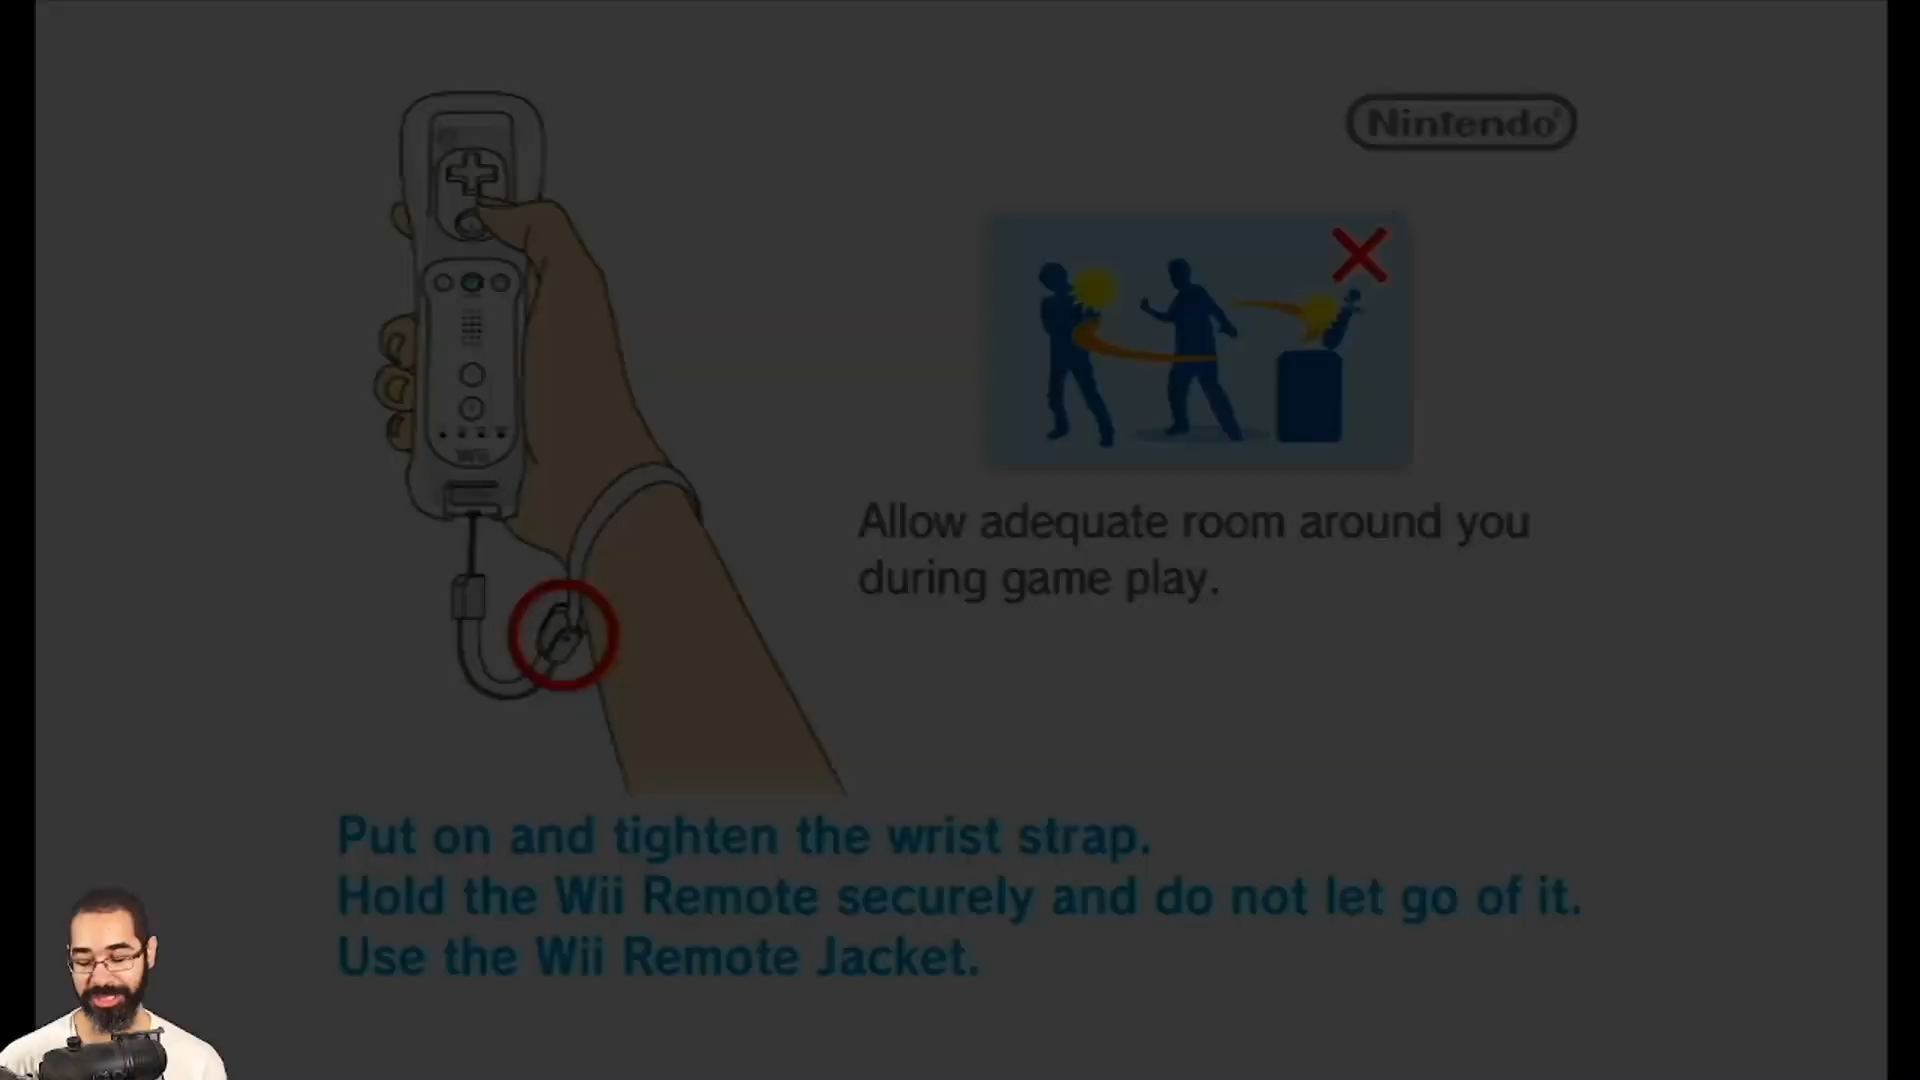 Nintendo®
Wii
Allow adequate room around you
during game play.
Put on and tighten the wrist strap.
Hold the Wii Remote securely and do not let go of it.
Use the Wii Remote Jacket.